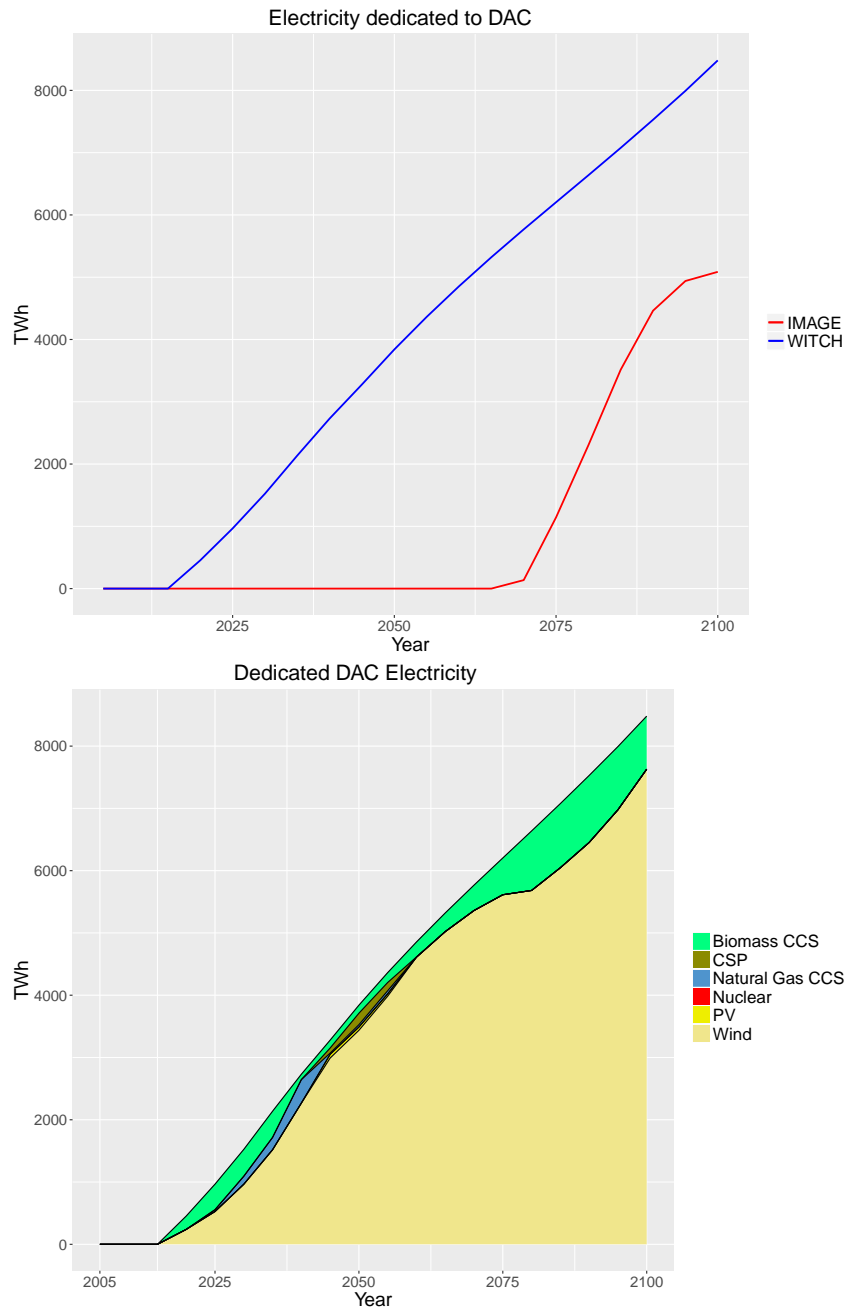 Electricity dedicated to DAC
8000
6000
4000
2000
0
TWh
2025
2050
2075
2100
Year
IMAGE
WITCH
Dedicated DAC Electricity
8000
6000
4000
2000
0
TWh
2005
2025
2050
2075
2100
Year
Biomass CCS
CSP
Natural Gas CCS
Nuclear
PV
Wind